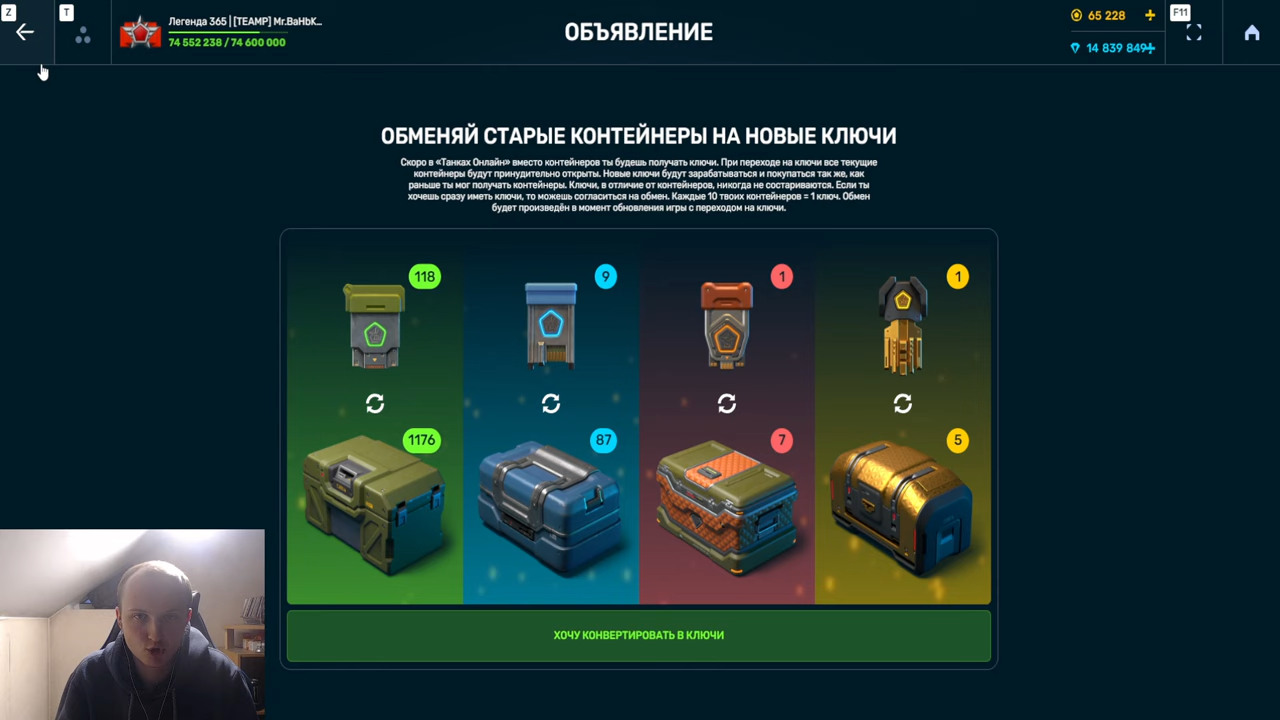 Z
T
Легенда 365 | [TEAMP] Mr.BaHbK...
74 552 238 / 74 600 000
ОБЪЯВЛЕНИЕ
65 228
14 839 849
F11
ОБМЕНЯЙ СТАРЫЕ КОНТЕЙНЕРЫ НА НОВЫЕ КЛЮЧИ
Скоро в «Танках Онлайн» вместо контейнеров ты будешь получать ключи. При переходе на ключи все текущие
контейнеры будут принудительно открыты. Новые ключи будут зарабатываться и покупаться так же, как
раньше ты мог получать контейнеры. Ключи, в отличие от контейнеров, никогда не состариваются. Если ты
хочешь сразу иметь ключи, то можешь согласиться на обмен. Каждые 10 твоих контейнеров = 1 ключ. Обмен
будет произведён в момент обновления игры с переходом на ключи.
118
9
1
1
1176
87
7
5
ХОЧУ КОНВЕРТИРОВАТЬ В КЛЮЧИ